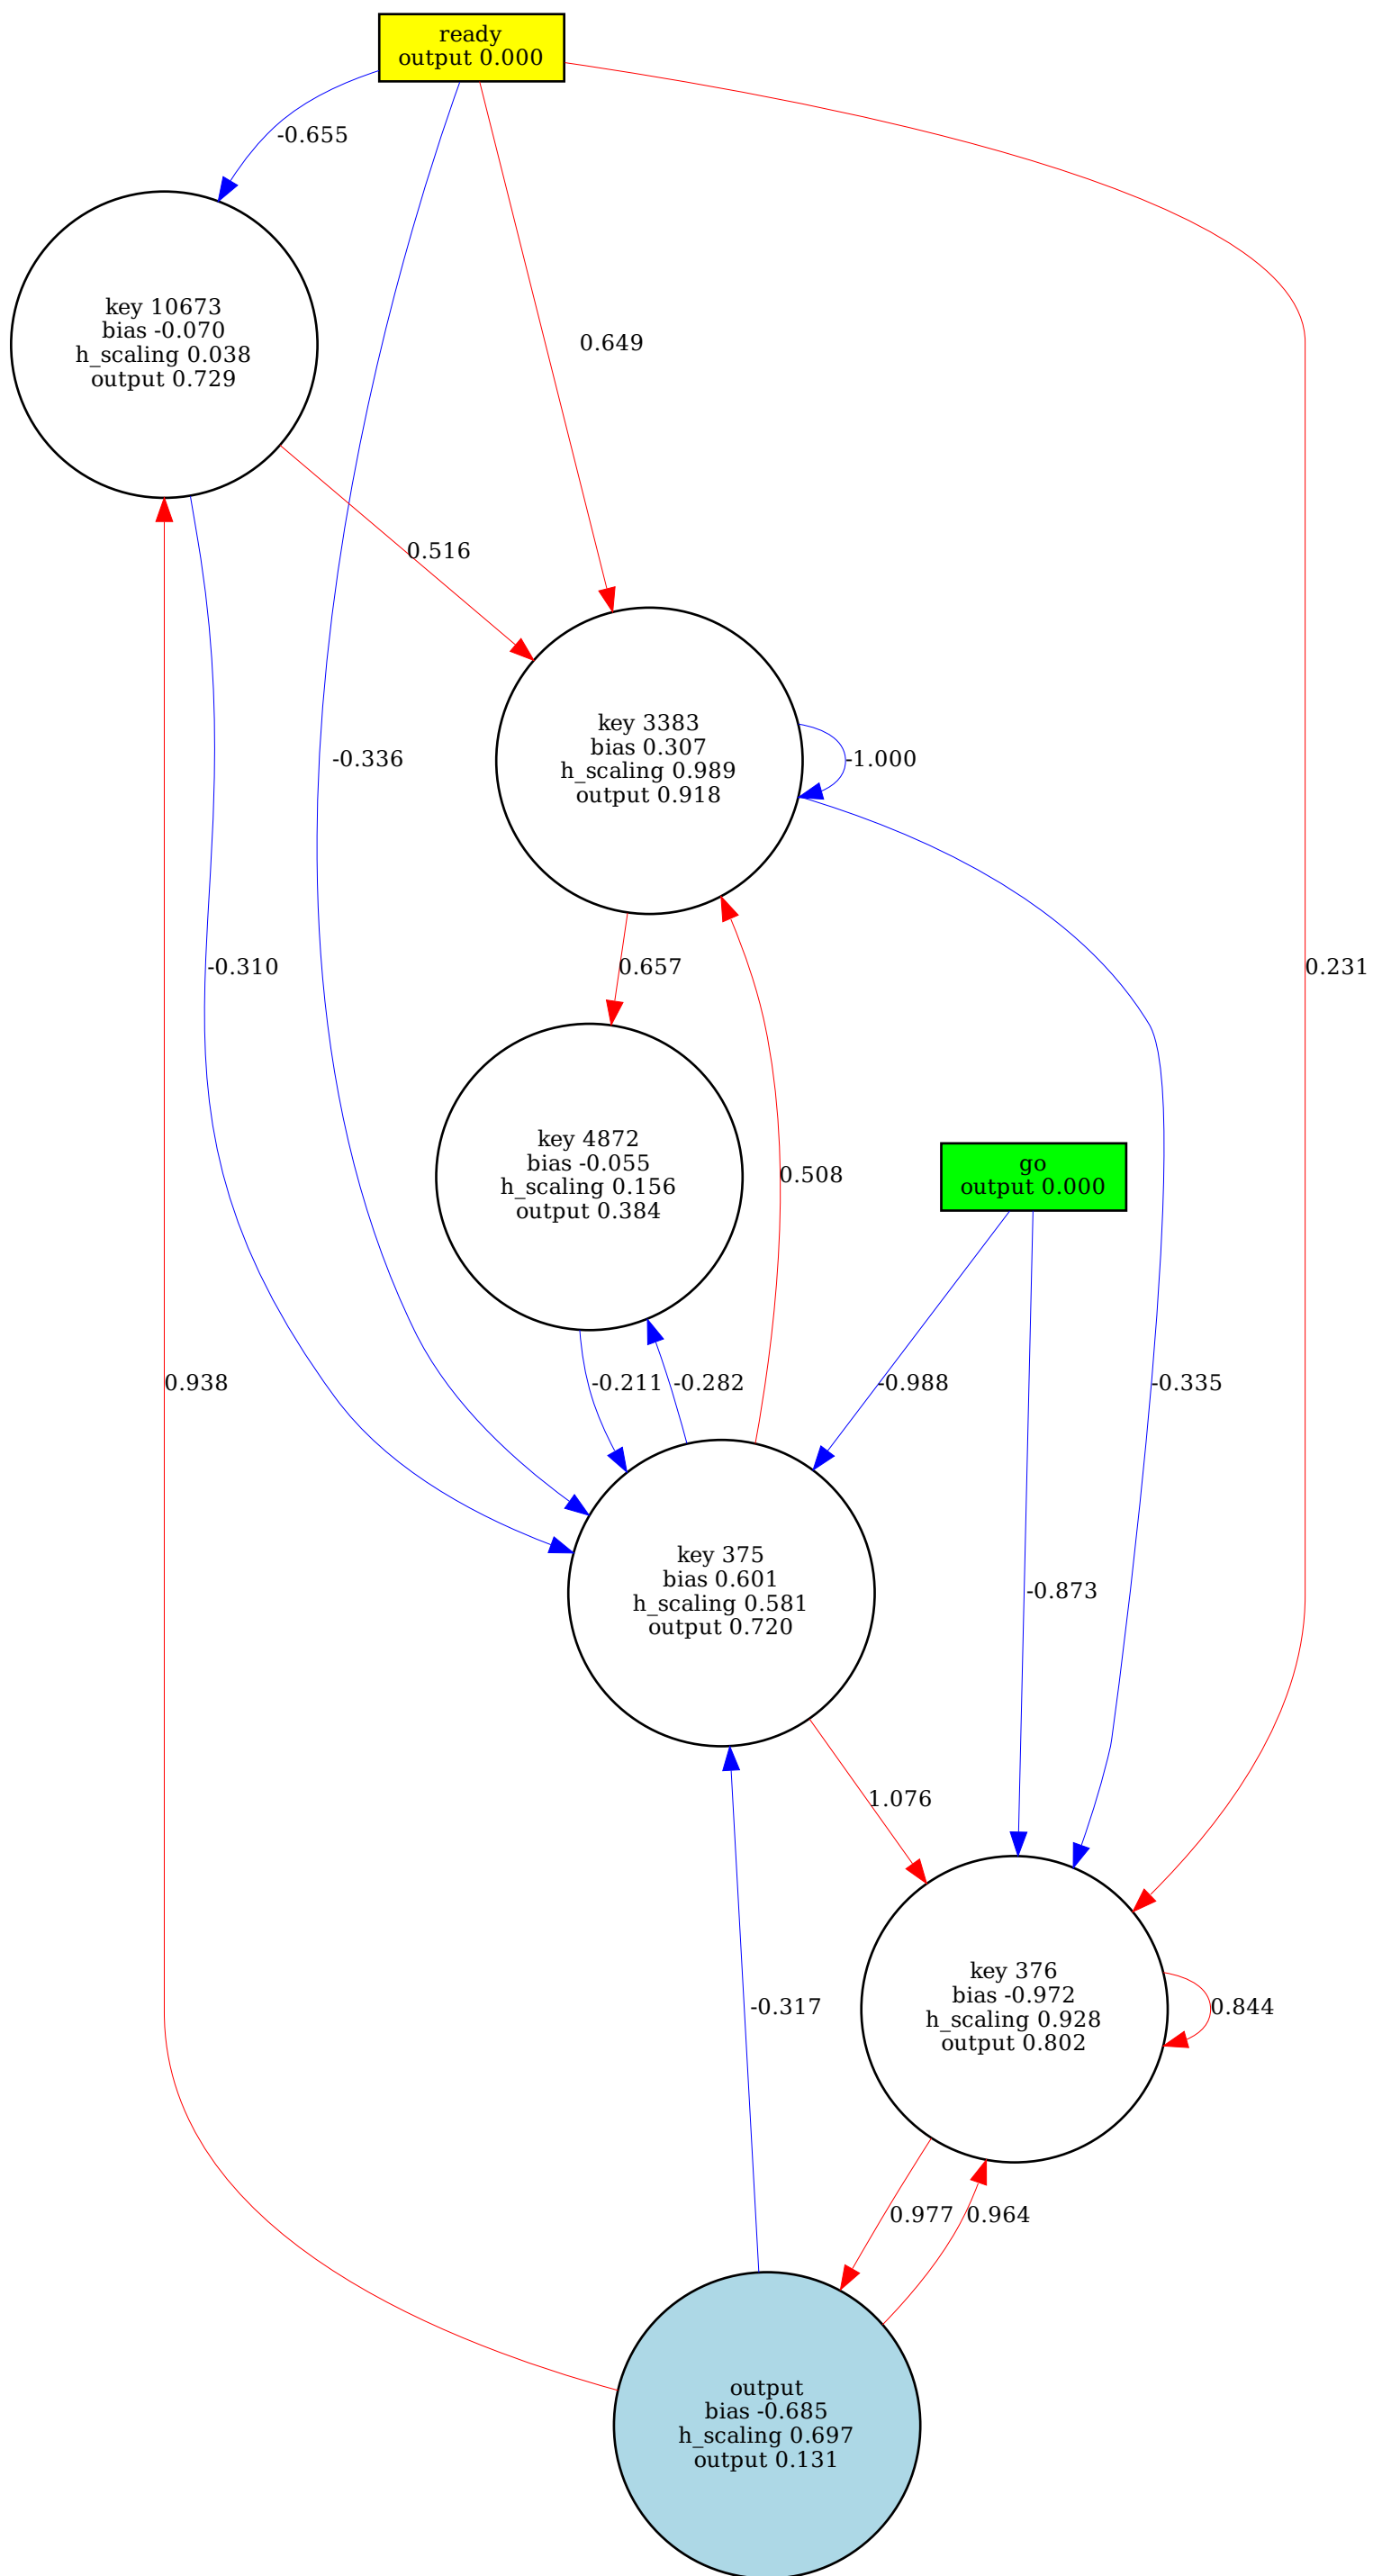 ready
output 0.000
-0.655
key 10673
bias -0.070
h_scaling 0.038
output 0.729
0.649
0.516
key 3383
bias 0.307
h_scaling 0.989
output 0.918
-1.000
-0.336
-0.310
0.657
0.231
key 4872
bias -0.055
h_scaling 0.156
output 0.384
0.508
go
output 0.000
0.938
-0.211
-0.282
-0.988
-0.335
key 375
bias 0.601
h_scaling 0.581
output 0.720
-0.873
1.076
key 376
bias -0.972
h_scaling 0.928
output 0.802
0.844
-0.317
0.977
0.964
output
bias -0.685
h_scaling 0.697
output 0.131